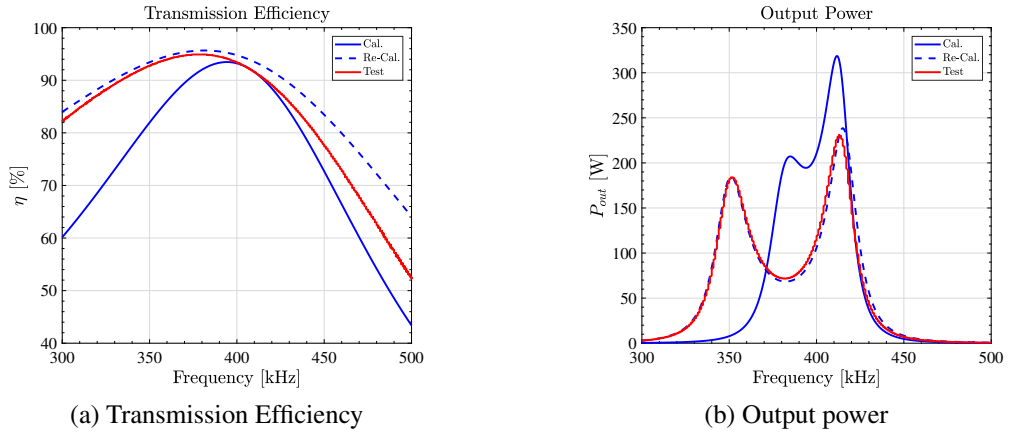 Transmission Efficiency
100
90
80
70
60
50
40
η [%]
300
350
400
450
500
Frequency [kHz]
Cal.
Re-Cal.
Test
(a) Transmission Efficiency
Output Power
350
300
250
200
150
100
50
0
P_out [W]
300
350
400
450
500
Frequency [kHz]
Cal.
Re-Cal.
Test
(b) Output power